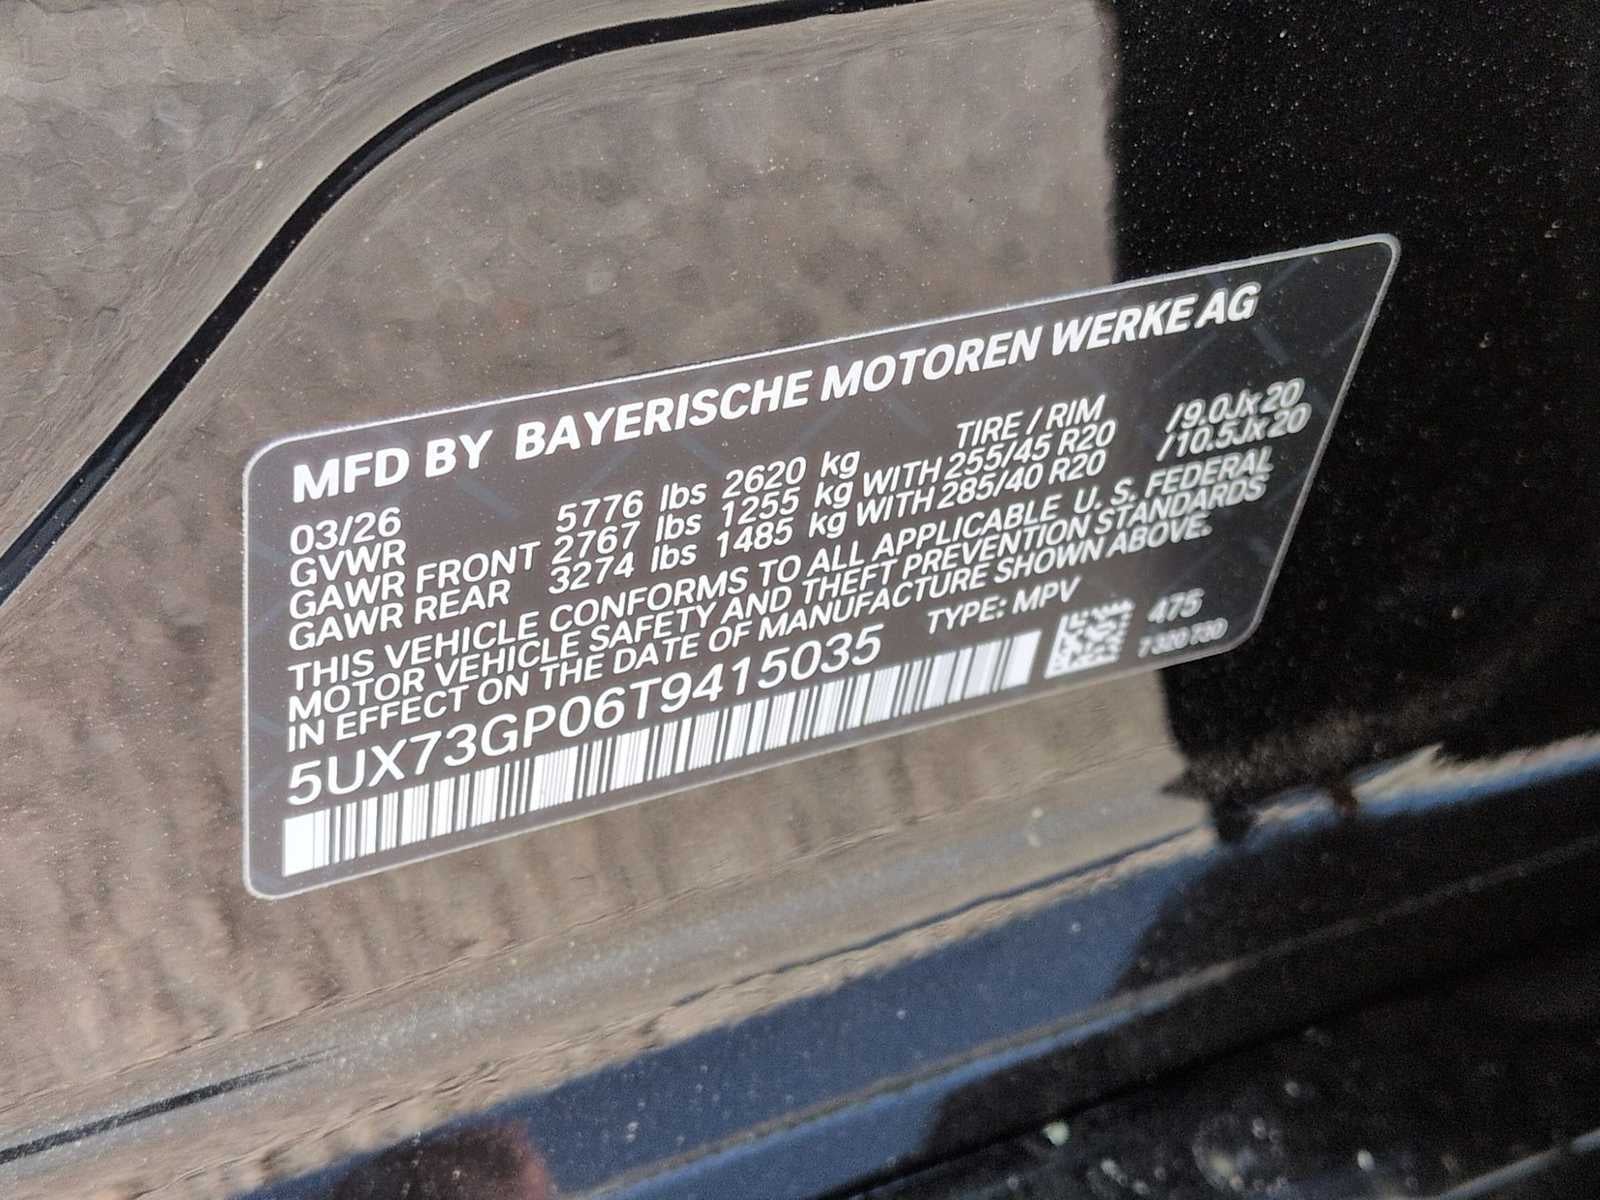 MFD BY BAYERISCHE MOTOREN WERKE AG
03/26 TIRE / RIM
GVWR 5776 lbs 2620 kg
GAWR FRONT 2767 lbs 1255 kg WITH 255/45 R20 /9.0Jx20
GAWR REAR 3274 lbs 1485 kg WITH 285/40 R20 /10.5Jx20
THIS VEHICLE CONFORMS TO ALL APPLICABLE U. S. FEDERAL
MOTOR VEHICLE SAFETY AND THEFT PREVENTION STANDARDS
IN EFFECT ON THE DATE OF MANUFACTURE SHOWN ABOVE.
5UX73GP06T9415035 TYPE: MPV
475
7 320 730